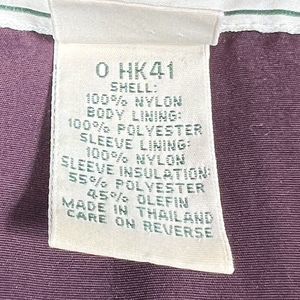 0 HK41
SHELL:
100% NYLON
BODY LINING:
100% POLYESTER
SLEEVE LINING:
100% NYLON
SLEEVE INSULATION:
55% POLYESTER
45% OLEFIN
MADE IN THAILAND
CARE ON REVERSE